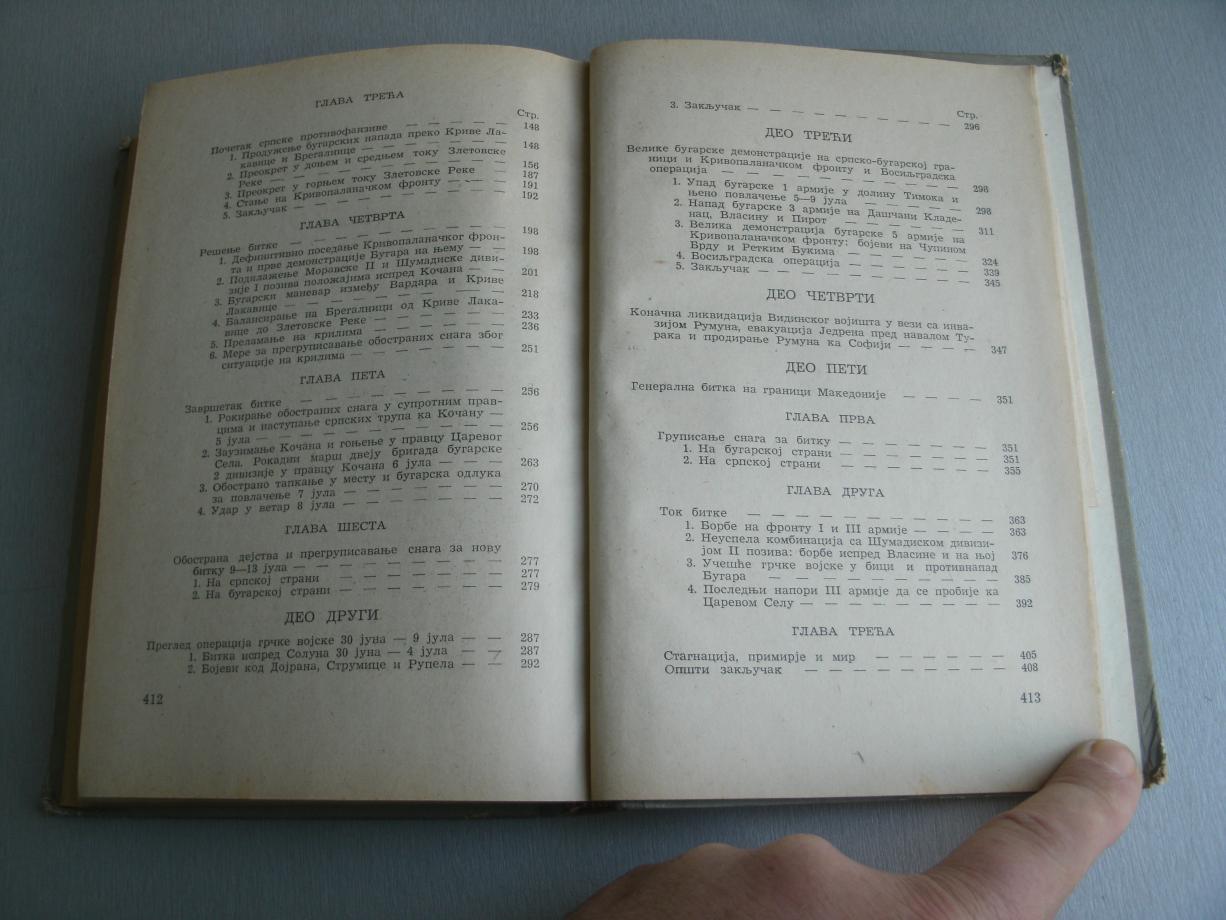 ГЛАВА ТРЕЋА
Стр.
Почетак српске противофанзиве — — — — — — 148
1. Продужење бугарских напада преко Криве Ла-
кавице и Брегалнице — — — — — — — 148
2. Преокрет у доњем и средњем току Злетовске
Реке — — — — — — — — — — — 156
3. Преокрет у горњем току Злетовске Реке — 187
4. Стање на Кривопаланачком фронту — — — 191
5. Закључак — — — — — — — — — — 192
ГЛАВА ЧЕТВРТА
Решење битке — — — — — — — — — — 198
1. Дефинитивно поседање Кривопаланачког фрон-
та и прве демонстрације Бугара на њему — — 198
2. Подилажење Моравске II и Шумадиске диви-
зије I позива положајима испред Кочана — — 201
3. Бугарски маневар између Вардара и Криве
Лакавице — — — — — — — — — — 218
4. Балансирање на Брегалници од Криве Лака-
вице до Злетовске Реке — — — — — — 233
5. Преламање на крилима — — — — — — — 236
6. Мере за прегруписавање обостраних снага због
ситуације на крилима — — — — — — — 251
ГЛАВА ПЕТА
Завршетак битке — — — — — — — — — 256
1. Рокирање обостраних снага у супротним прав-
цима и наступање српских трупа ка Кочану —
5 јула — — — — — — — — — — — 256
2. Заузимање Кочана и гоњење у правцу Царевог
Села. Рокадни марш двеју бригада бугарске
2 дивизије у правцу Кочана 6 јула — — — 263
3. Обострано тапкање у месту и бугарска одлука
за повлачење 7 јула — — — — — — — 270
4. Удар у ветар 8 јула — — — — — — — 272
ГЛАВА ШЕСТА
Обострана дејства и прегруписавање снага за нову
битку 9—13 јула — — — — — — — — — 277
1. На српској страни — — — — — — — 277
2. На бугарској страни — — — — — — — 279
ДЕО ДРУГИ
Преглед операција грчке војске 30 јуна — 9 јула — — 287
1. Битка испред Солуна 30 јуна — 4 јула — — 287
2. Бојеви код Дојрана, Струмице и Рупела — — 292
412
Стр.
3. Закључак — — — — — — — — — — 296
ДЕО ТРЕЋИ
Велике бугарске демонстрације на српско-бугарској гра-
ници и Кривопаланачком фронту и Босиљградска
операција — — — — — — — — — — 298
1. Упад бугарске 1 армије у долину Тимока и
њено повлачење 5—9 јула — — — — — — 298
2. Напад бугарске 3 армије на Дашчани Кладе-
нац, Власину и Пирот — — — — — — — 311
3. Велика демонстрација бугарске 5 армије на
Кривопаланачком фронту: бојеви на Чупином
Брду и Ретким Букима — — — — — — — 324
4. Босиљградска операција — — — — — — 339
5. Закључак — — — — — — — — — — 345
ДЕО ЧЕТВРТИ
Коначна ликвидација Видинског војишта у вези са инва-
зијом Румуна, евакуација Једрена пред навалом Ту-
рака и продирање Румуна ка Софији — — — — 347
ДЕО ПЕТИ
Генерална битка на граници Македоније — — — — 351
ГЛАВА ПРВА
Груписање снага за битку — — — — — — — 351
1. На бугарској страни — — — — — — — 351
2. На српској страни — — — — — — — 355
ГЛАВА ДРУГА
Ток битке — — — — — — — — — — — 363
1. Борбе на фронту I и III армије — — — — 363
2. Неуспела комбинација са Шумадиском дивизи-
јом II позива: борбе испред Власине и на њој 376
3. Учешће грчке војске у бици и противнапад
Бугара — — — — — — — — — — 385
4. Последњи напори III армије да се пробије ка
Царевом Селу — — — — — — — — — 392
ГЛАВА ТРЕЋА
Стагнација, примирје и мир — — — — — — 405
Општи закључак — — — — — — — — — 408
413